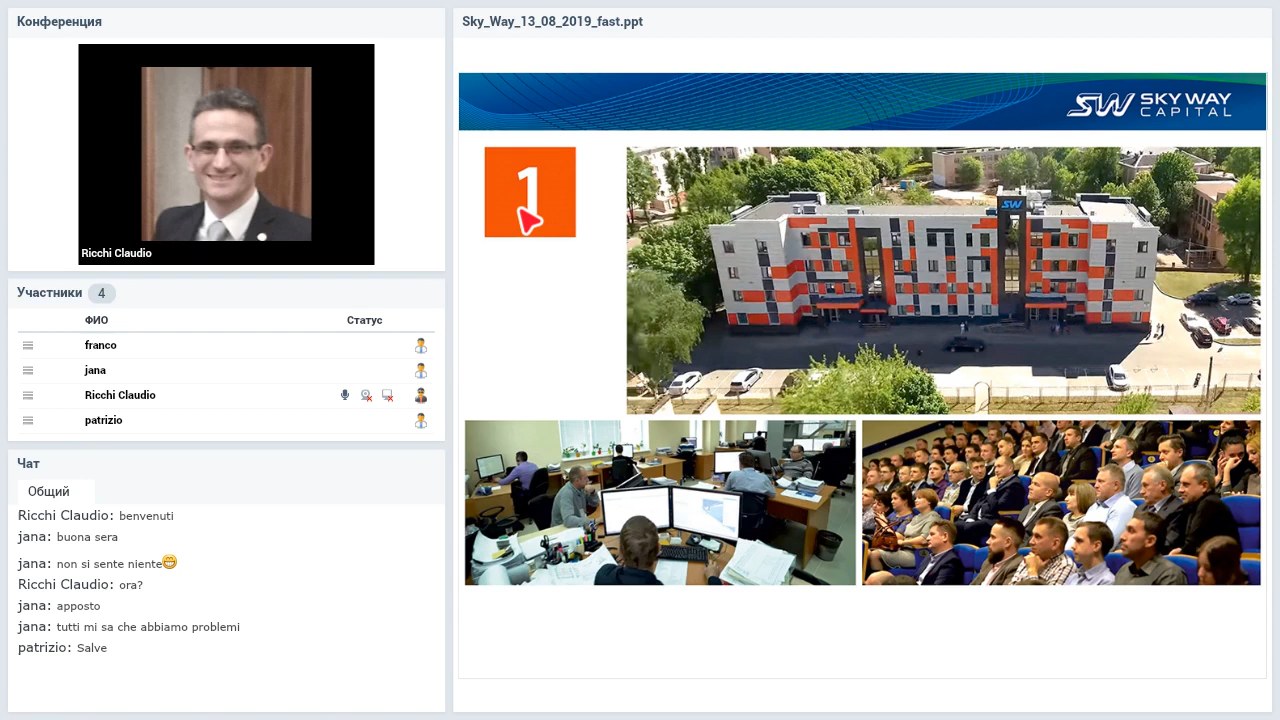 Конференция
Ricchi Claudio
Участники 4
ФИО Статус
franco
jana
Ricchi Claudio
patrizio
Чат
Общий
Ricchi Claudio: benvenuti
jana: buona sera
jana: non si sente niente
Ricchi Claudio: ora?
jana: apposto
jana: tutti mi sa che abbiamo problemi
patrizio: Salve
Sky_Way_13_08_2019_fast.ppt
SW SKY WAY
CAPITAL
1
SW